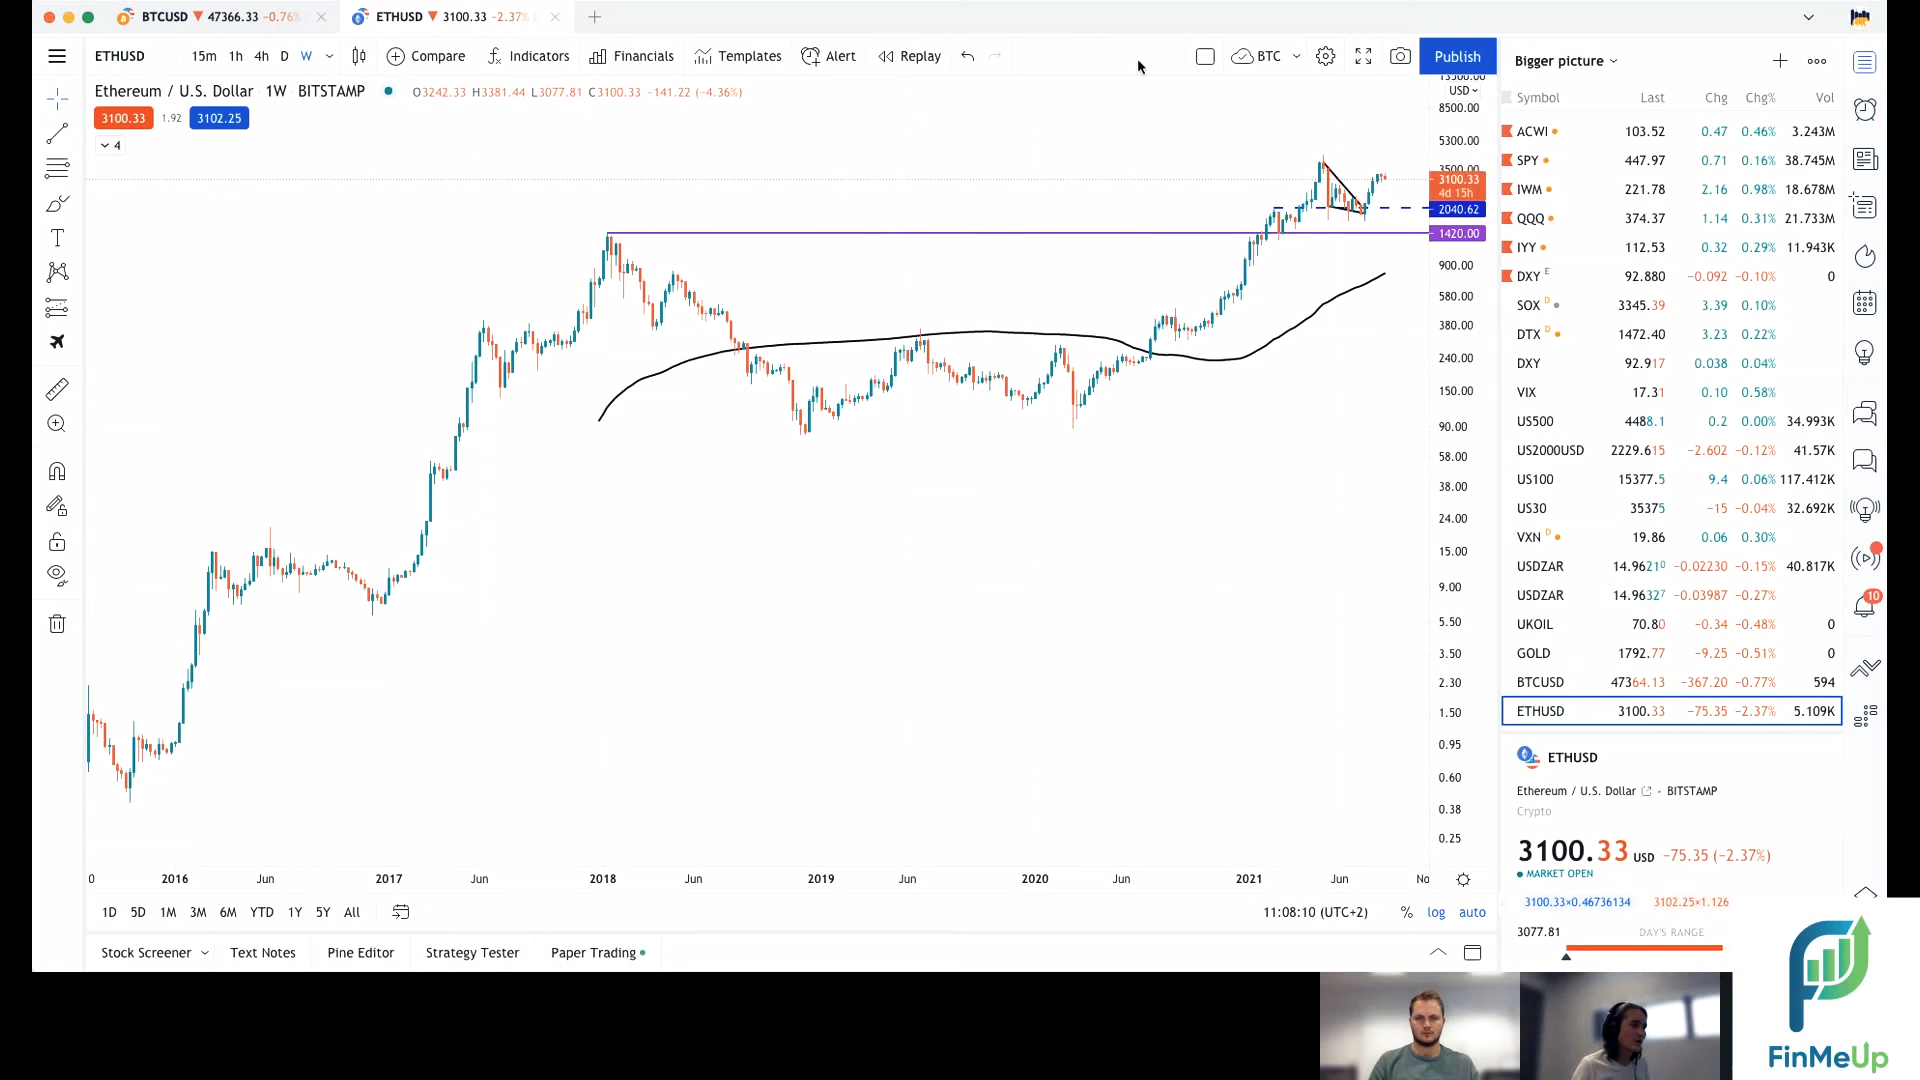 BTCUSD ▼ 47366.33 −0.76%
ETHUSD ▼ 3100.33 −2.37%
ETHUSD 15m 1h 4h D W Compare Indicators Financials Templates Alert Replay BTC Publish
Ethereum / U.S. Dollar 1W BITSTAMP O3242.33 H3381.44 L3077.81 C3100.33 −141.22 (−4.36%)
3100.33 1.92 3102.25
4
13500.00
USD
8500.00
5300.00
3500.00
3100.33
4d 15h
2040.62
1420.00
900.00
580.00
380.00
240.00
150.00
90.00
58.00
38.00
24.00
15.00
9.00
5.50
3.50
2.30
1.50
0.95
0.60
0.38
0.25
0 2016 Jun 2017 Jun 2018 Jun 2019 Jun 2020 Jun 2021 Jun No
1D 5D 1M 3M 6M YTD 1Y 5Y All 11:08:10 (UTC+2) % log auto
Stock Screener Text Notes Pine Editor Strategy Tester Paper Trading
Bigger picture
Symbol Last Chg Chg% Vol
ACWI 103.52 0.47 0.46% 3.243M
SPY 447.97 0.71 0.16% 38.745M
IWM 221.78 2.16 0.98% 18.678M
QQQ 374.37 1.14 0.31% 21.733M
IYY 112.53 0.32 0.29% 11.943K
DXY E 92.880 −0.092 −0.10% 0
SOX D 3345.39 3.39 0.10%
DTX D 1472.40 3.23 0.22%
DXY 92.917 0.038 0.04%
VIX 17.31 0.10 0.58%
US500 4488.1 0.2 0.00% 34.993K
US2000USD 2229.615 −2.602 −0.12% 41.57K
US100 15377.5 9.4 0.06% 117.412K
US30 35375 −15 −0.04% 32.692K
VXN D 19.86 0.06 0.30%
USDZAR 14.96210 −0.02230 −0.15% 40.817K
USDZAR 14.96327 −0.03987 −0.27%
UKOIL 70.80 −0.34 −0.48% 0
GOLD 1792.77 −9.25 −0.51% 0
BTCUSD 47364.13 −367.20 −0.77% 594
ETHUSD 3100.33 −75.35 −2.37% 5.109K
10
ETHUSD
Ethereum / U.S. Dollar • BITSTAMP
Crypto
3100.33 USD −75.35 (−2.37%)
MARKET OPEN
3100.33×0.46736134 3102.25×1.126
3077.81 DAY'S RANGE
FinMeUp